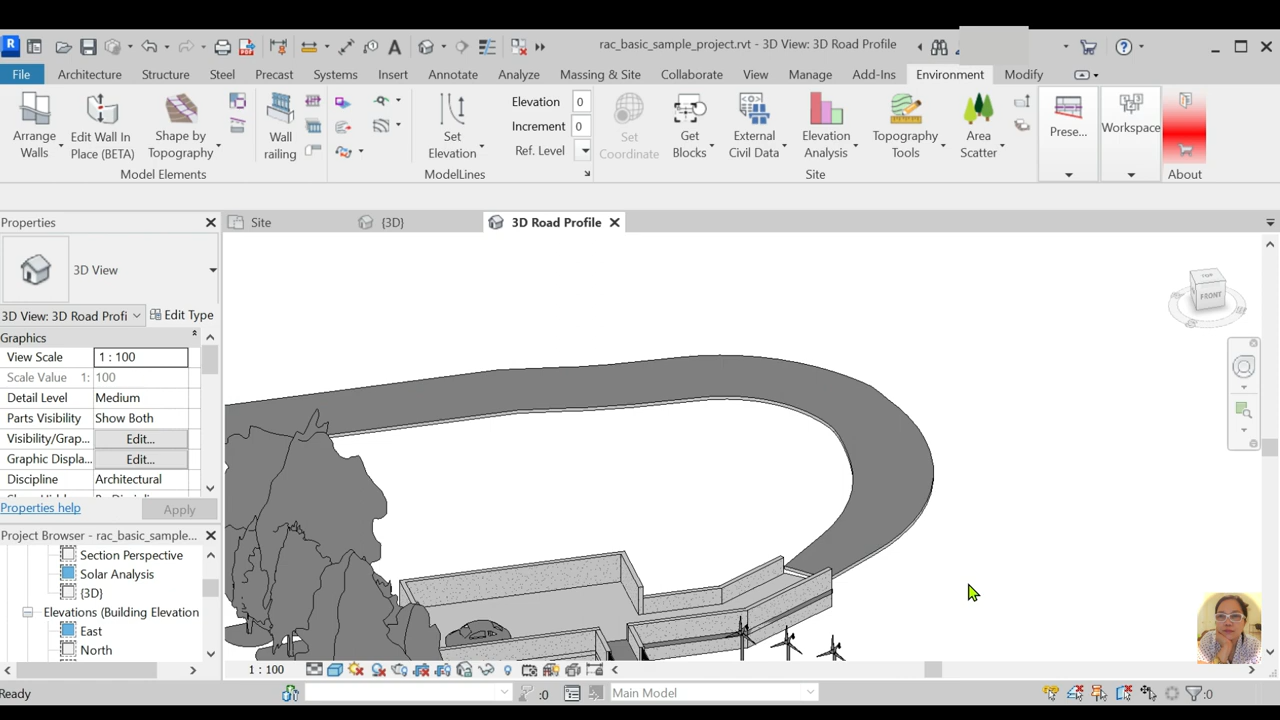 rac_basic_sample_project.rvt - 3D View: 3D Road Profile
File Architecture Structure Steel Precast Systems Insert Annotate Analyze Massing & Site Collaborate View Manage Add-Ins Environment Modify
Arrange Walls
Edit Wall In Place (BETA)
Shape by Topography
Wall railing
Set Elevation
Elevation 0
Increment 0
Ref. Level
Set Coordinate
Get Blocks
External Civil Data
Elevation Analysis
Topography Tools
Area Scatter
Prese...
Workspace
Model Elements
ModelLines
Site
About
Properties
Site
{3D}
3D Road Profile
3D View
3D View: 3D Road Profi
Edit Type
Graphics
View Scale 1 : 100
Scale Value 1: 100
Detail Level Medium
Parts Visibility Show Both
Visibility/Grap... Edit...
Graphic Displa... Edit...
Discipline Architectural
Properties help
Apply
Project Browser - rac_basic_sample...
Section Perspective
Solar Analysis
{3D}
Elevations (Building Elevation
East
North
TOP
FRONT
1 : 100
Ready
:0
Main Model
:0